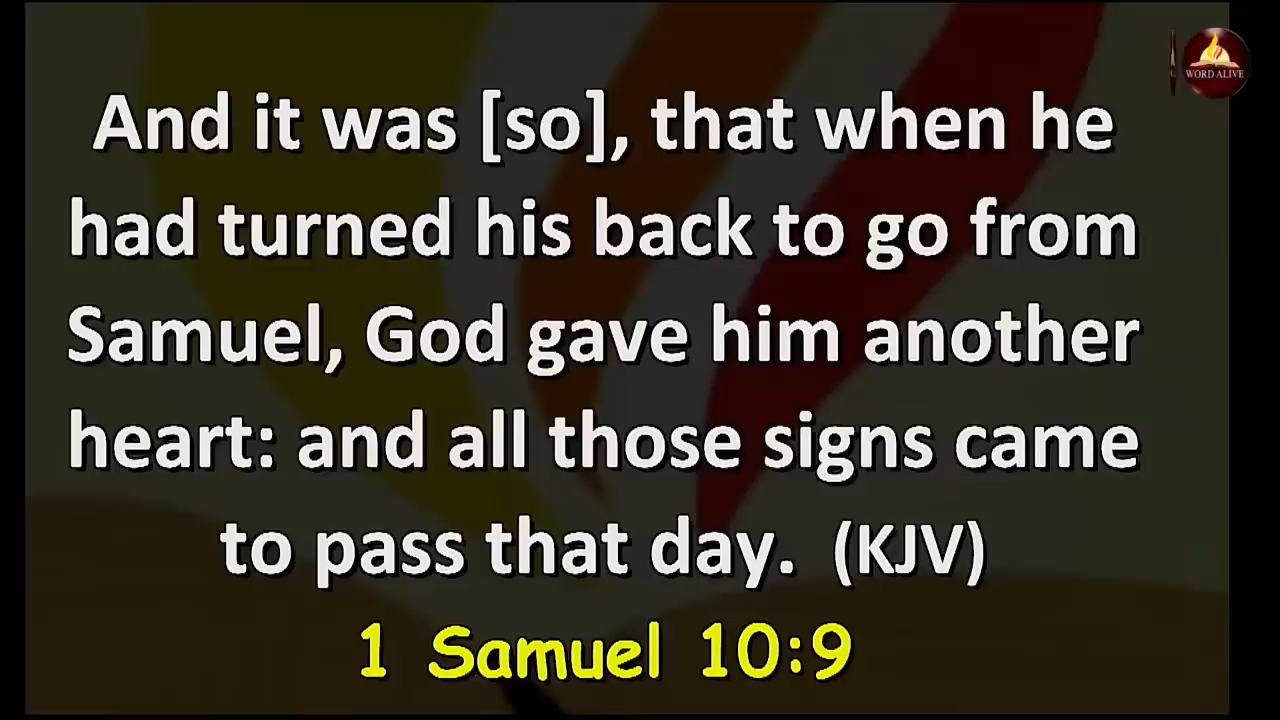 WORD ALIVE
And it was [so], that when he
had turned his back to go from
Samuel, God gave him another
heart: and all those signs came
to pass that day. (KJV)
1 Samuel 10:9